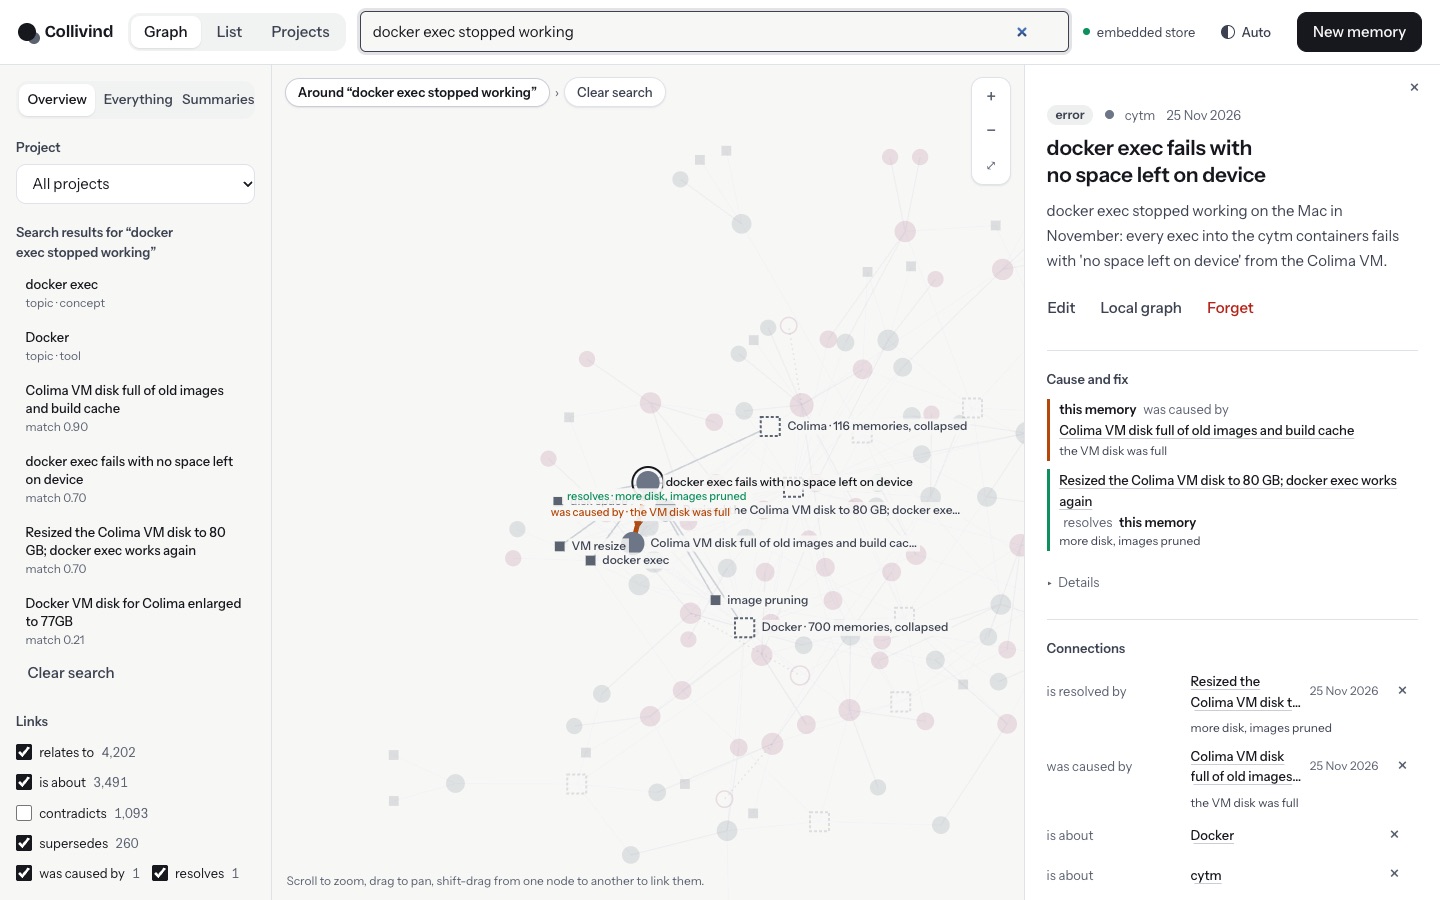 Collivind
Graph
List
Projects
docker exec stopped working
×
embedded store
Auto
New memory
Overview
Everything
Summaries
Project
All projects
Search results for “docker
exec stopped working”
docker exec
topic · concept
Docker
topic · tool
Colima VM disk full of old images
and build cache
match 0.90
docker exec fails with no space left
on device
match 0.70
Resized the Colima VM disk to 80
GB; docker exec works again
match 0.70
Docker VM disk for Colima enlarged
to 77GB
match 0.21
Clear search
Links
relates to 4,202
is about 3,491
contradicts 1,093
supersedes 260
was caused by 1
resolves 1
Around “docker exec stopped working”
›
Clear search
+
−
Colima · 116 memories, collapsed
docker exec fails with no space left on device
resolves · more disk, images pruned
was caused by · the VM disk was full
he Colima VM disk to 80 GB; docker exe...
VM resize
Colima VM disk full of old images and build cac...
docker exec
image pruning
Docker · 700 memories, collapsed
Scroll to zoom, drag to pan, shift-drag from one node to another to link them.
×
error
cytm
25 Nov 2026
docker exec fails with
no space left on device
docker exec stopped working on the Mac in
November: every exec into the cytm containers fails
with 'no space left on device' from the Colima VM.
Edit
Local graph
Forget
Cause and fix
this memory was caused by
Colima VM disk full of old images and build cache
the VM disk was full
Resized the Colima VM disk to 80 GB; docker exec works
again
resolves this memory
more disk, images pruned
Details
Connections
is resolved by
Resized the
Colima VM disk t...
25 Nov 2026
×
more disk, images pruned
was caused by
Colima VM disk
full of old images...
25 Nov 2026
×
the VM disk was full
is about
Docker
×
is about
cytm
×